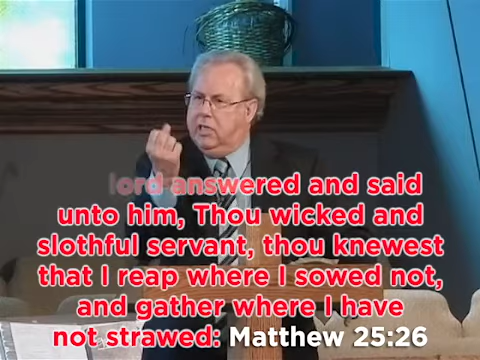 lord answered and said
unto him, Thou wicked and
slothful servant, thou knewest
that I reap where I sowed not,
and gather where I have
not strawed: Matthew 25:26